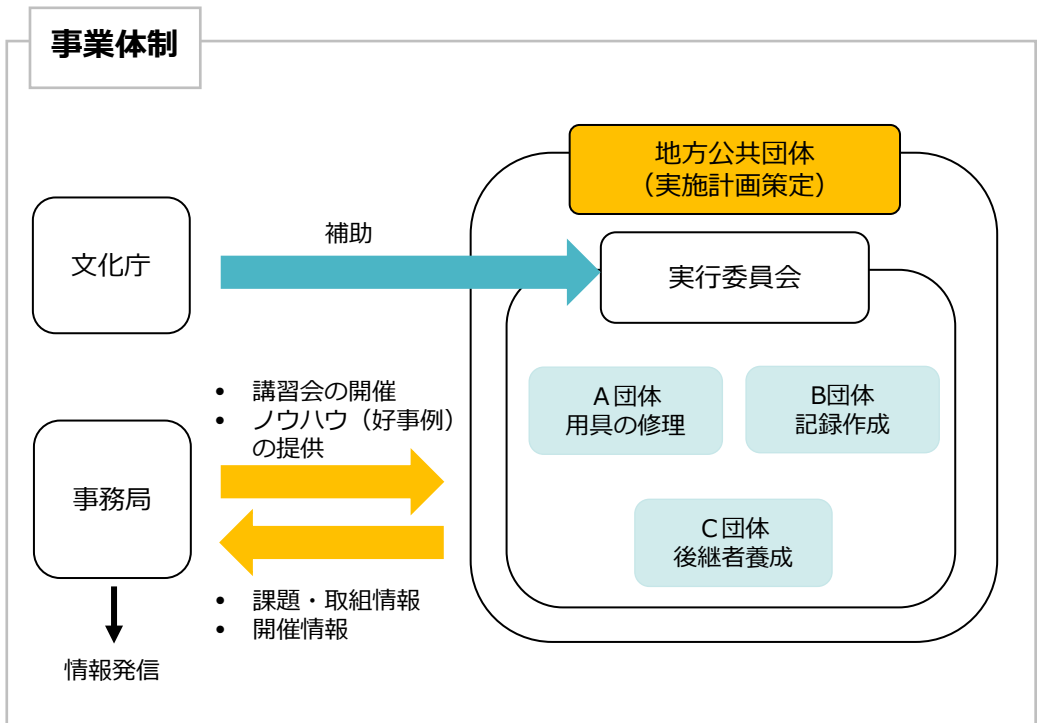 事業体制
地方公共団体
（実施計画策定）
文化庁
補助
実行委員会
• 講習会の開催
• ノウハウ（好事例）
の提供
A団体
用具の修理
B団体
記録作成
事務局
C団体
後継者養成
• 課題・取組情報
• 開催情報
情報発信